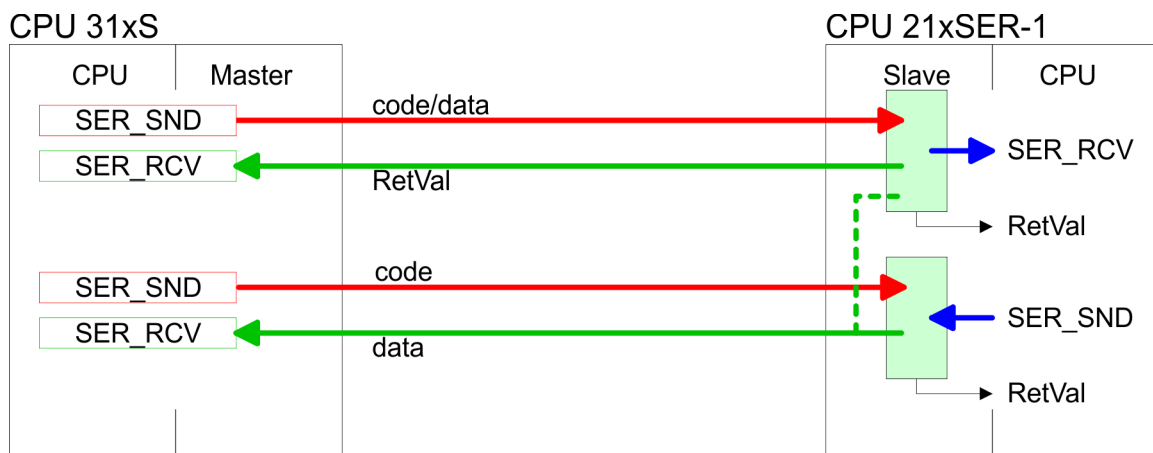 CPU 31xS
CPU 21xSER-1
CPU
Master
Slave
CPU
SER_SND
code/data
SER_RCV
SER_RCV
RetVal
RetVal
SER_SND
code
SER_SND
SER_RCV
data
RetVal